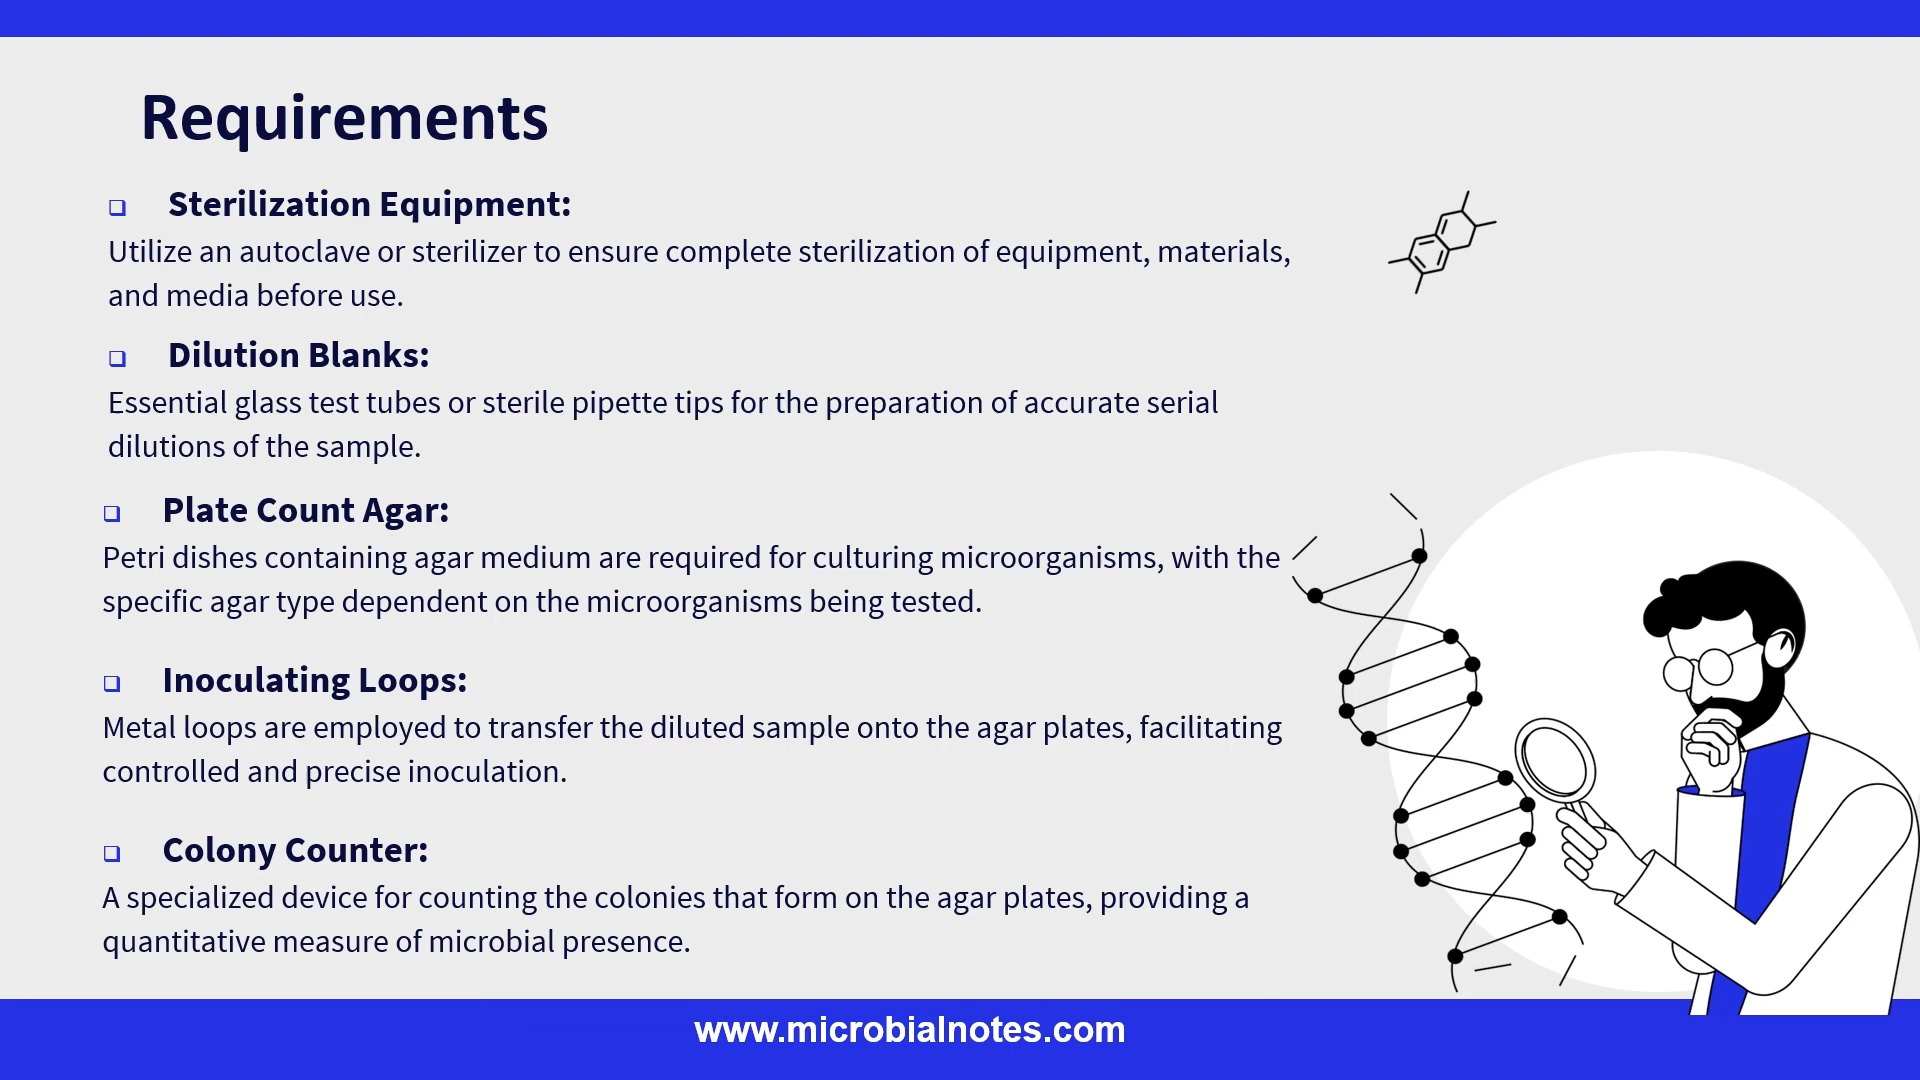 Requirements
❑ Sterilization Equipment:
Utilize an autoclave or sterilizer to ensure complete sterilization of equipment, materials,
and media before use.
❑ Dilution Blanks:
Essential glass test tubes or sterile pipette tips for the preparation of accurate serial
dilutions of the sample.
❑ Plate Count Agar:
Petri dishes containing agar medium are required for culturing microorganisms, with the
specific agar type dependent on the microorganisms being tested.
❑ Inoculating Loops:
Metal loops are employed to transfer the diluted sample onto the agar plates, facilitating
controlled and precise inoculation.
❑ Colony Counter:
A specialized device for counting the colonies that form on the agar plates, providing a
quantitative measure of microbial presence.
www.microbialnotes.com